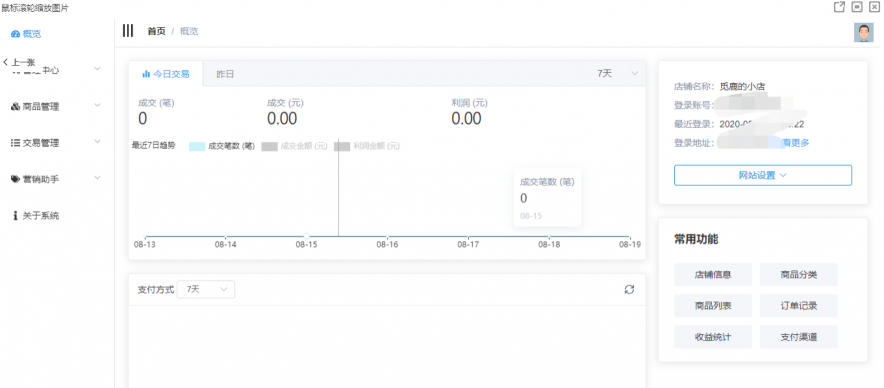 鼠标滚轮缩放图片
概览
首页 / 概览
上一张
中心
商品管理
交易管理
营销助手
关于系统
今日交易
昨日
7天
成交 (笔)
成交 (元)
利润 (元)
0
0.00
0.00
最近7日趋势
成交笔数 (笔)
成交金额 (元)
利润金额 (元)
成交笔数 (笔)
0
08-15
08-13
08-14
08-15
08-16
08-17
08-18
08-19
支付方式
7天
店铺名称: 觅鹿的小店
登录账号:
最近登录: 2020-0
:22
登录地址:
看更多
网站设置
常用功能
店铺信息
商品分类
商品列表
订单记录
收益统计
支付渠道